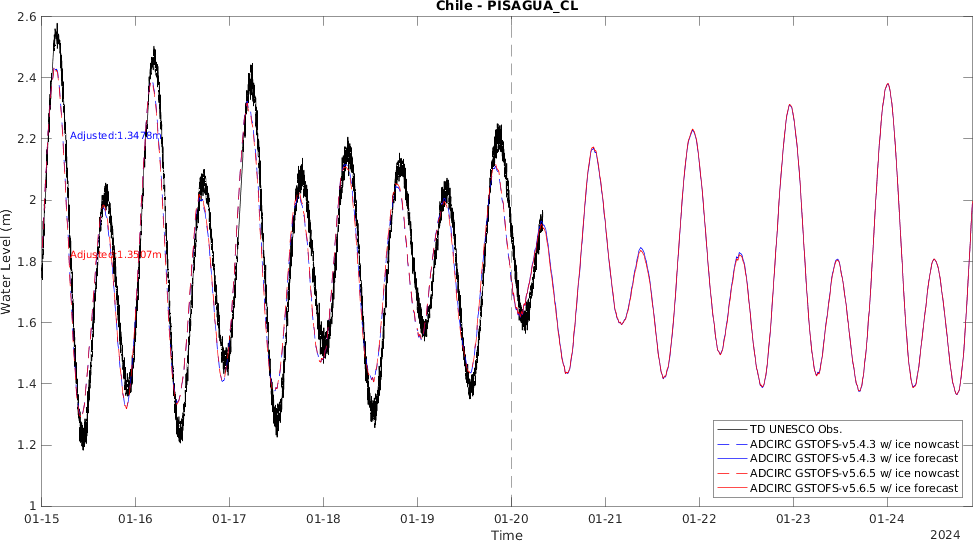 Chile - PISAGUA_CL
2.6
2.4
2.2
2
1.8
1.6
1.4
1.2
1
Water Level (m)
Adjusted:1.3478m
Adjusted:1.3507m
TD UNESCO Obs.
ADCIRC GSTOFS-v5.4.3 w/ ice nowcast
ADCIRC GSTOFS-v5.4.3 w/ ice forecast
ADCIRC GSTOFS-v5.6.5 w/ ice nowcast
ADCIRC GSTOFS-v5.6.5 w/ ice forecast
01-15 01-16 01-17 01-18 01-19 01-20 01-21 01-22 01-23 01-24
Time
2024